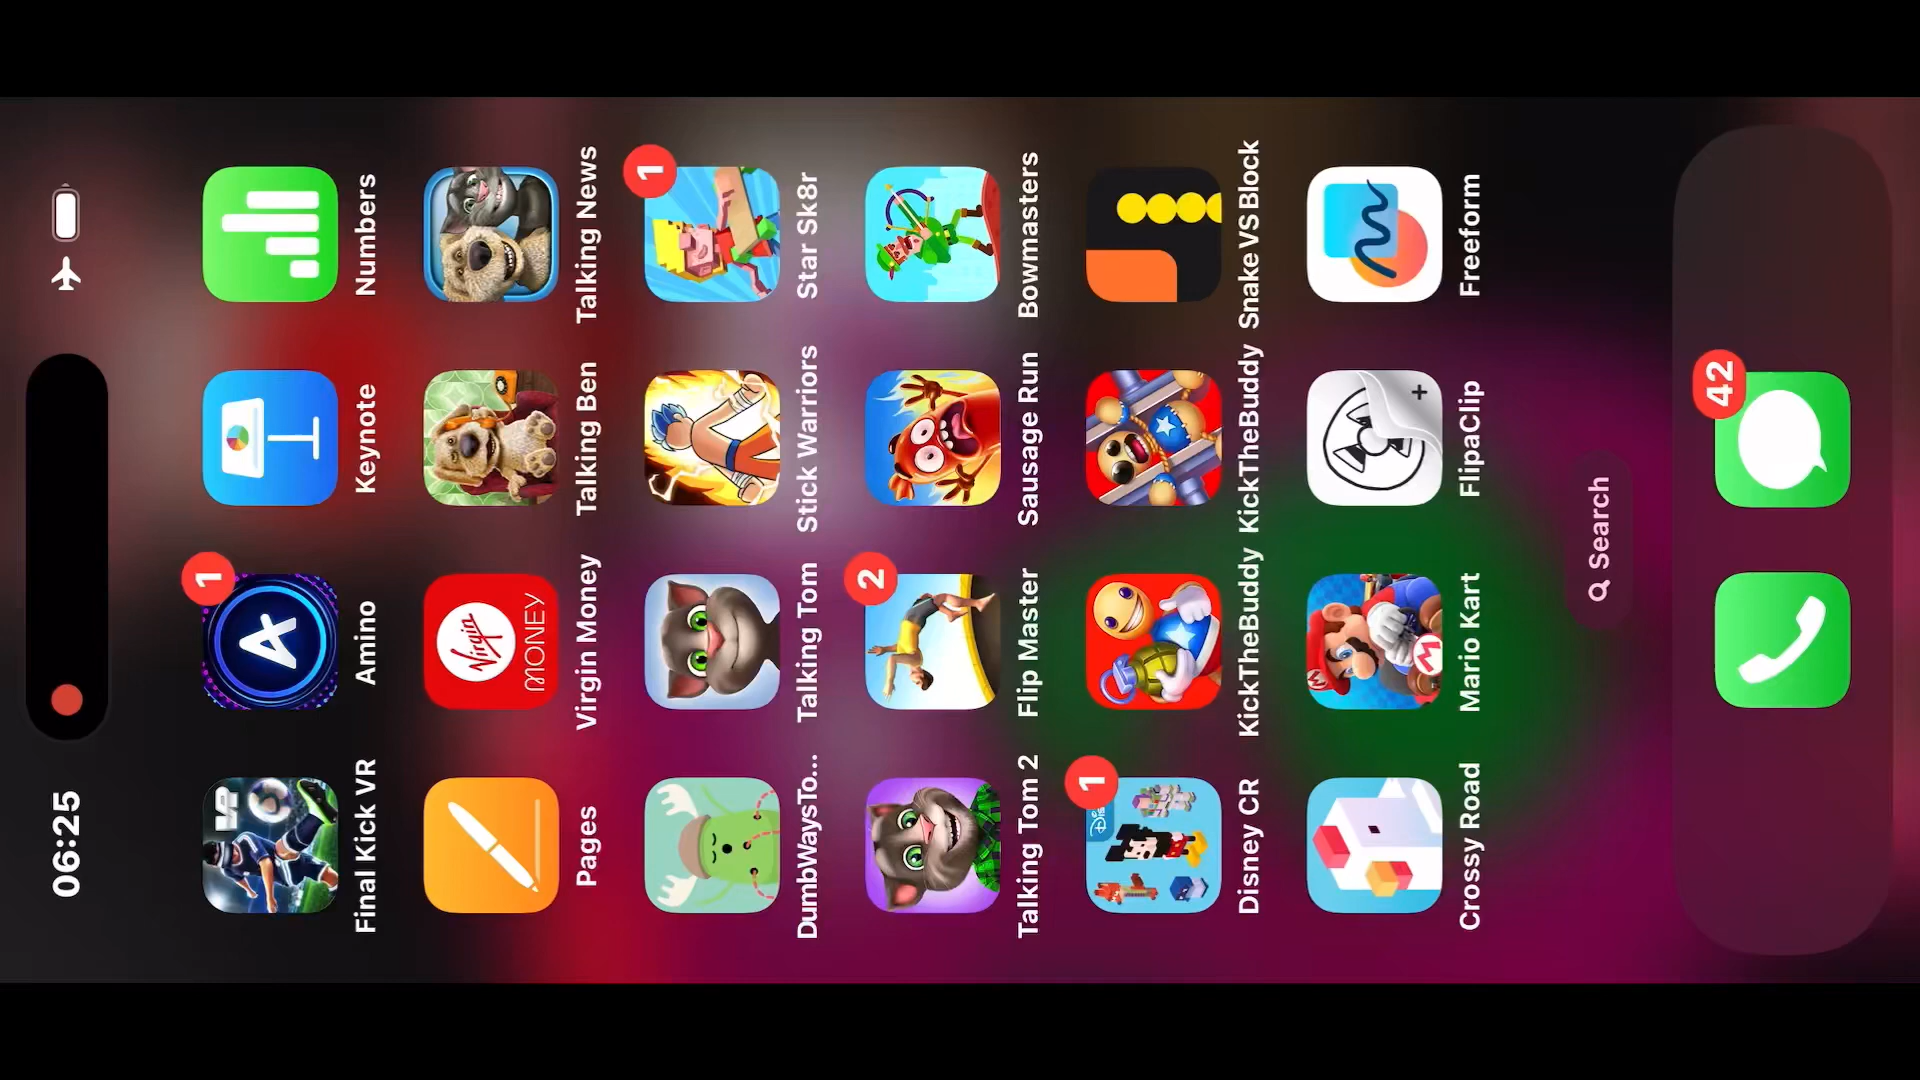 06:25
1
Final Kick VR
Amino
Keynote
Numbers
Virgin MONEY
Pages
Virgin Money
Talking Ben
Talking News
1
DumbWaysTo...
Talking Tom
Stick Warriors
Star Sk8r
2
Talking Tom 2
Flip Master
Sausage Run
Bowmasters
1
Disney CR
KickTheBuddy
KickTheBuddy
Snake VS Block
Crossy Road
Mario Kart
FlipaClip
Freeform
Search
42